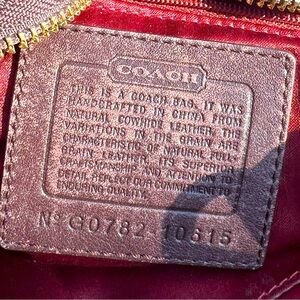 COACH
THIS IS A COACH BAG. IT WAS
HANDCRAFTED IN CHINA FROM
NATURAL COWHIDE LEATHER. THE
VARIATIONS IN THE GRAIN ARE
CHARACTERISTIC OF NATURAL FULL-
GRAIN LEATHER. ITS SUPERIOR
CRAFTSMANSHIP AND ATTENTION TO
DETAIL REFLECT OUR COMMITMENT TO
ENDURING QUALITY.
Nº G0782-10615